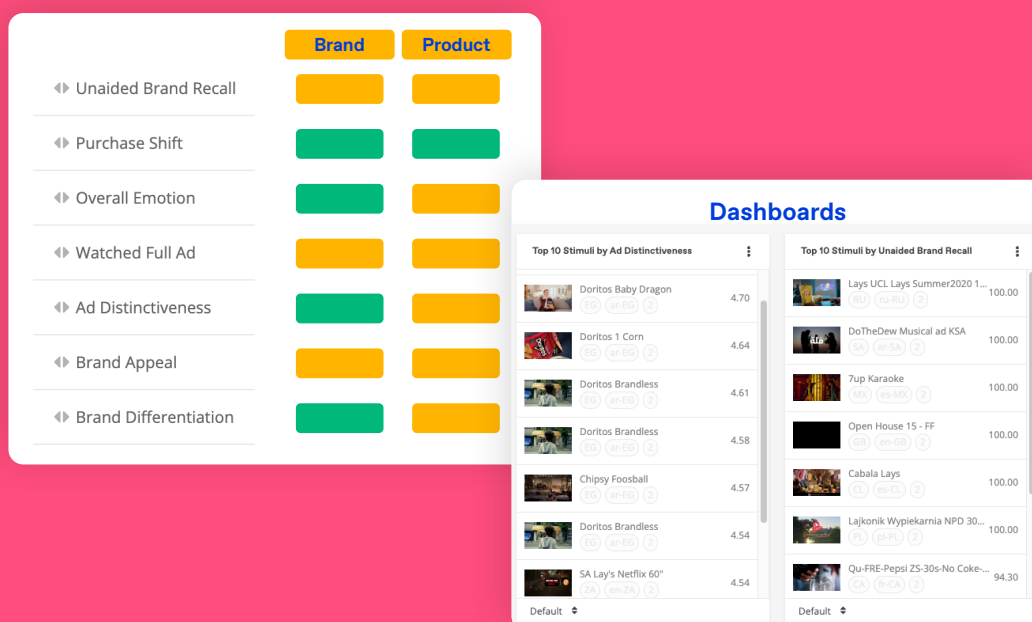 Brand Product
Unaided Brand Recall
Purchase Shift
Overall Emotion
Watched Full Ad
Ad Distinctiveness
Brand Appeal
Brand Differentiation
Dashboards
Top 10 Stimuli by Ad Distinctiveness
Doritos Baby Dragon
4.70
EG ar-EG 2
Doritos 1 Corn
4.64
EG ar-EG 2
Doritos Brandless
4.61
EG ar-EG 2
Doritos Brandless
4.58
EG ar-EG 2
Chipsy Foosball
4.57
EG ar-EG 2
Doritos Brandless
4.54
EG ar-EG 2
SA Lay's Netflix 60"
4.54
ZA en-ZA 2
Default
Top 10 Stimuli by Unaided Brand Recall
Lays UCL Lays Summer2020 1...
100.00
RU ru-RU 2
DoTheDew Musical ad KSA
100.00
SA ar-SA 2
7up Karaoke
100.00
MX es-MX 2
Open House 15 - FF
100.00
GB en-GB 2
Cabala Lays
100.00
CL es-CL 2
Lajkonik Wypiekarnia NPD 30...
100.00
PL pl-PL 2
Qu-FRE-Pepsi ZS-30s-No Coke-...
94.30
CA fr-CA 2
Default